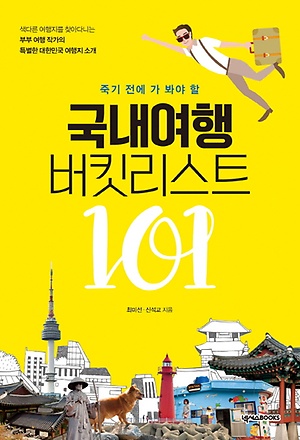 색다른 여행지를 찾아다니는
부부 여행 작가의
특별한 대한민국 여행지 소개
죽기 전에 가 봐야 할
국내여행
버킷리스트
101
최미선·신석교 지음
넥서스BOOKS